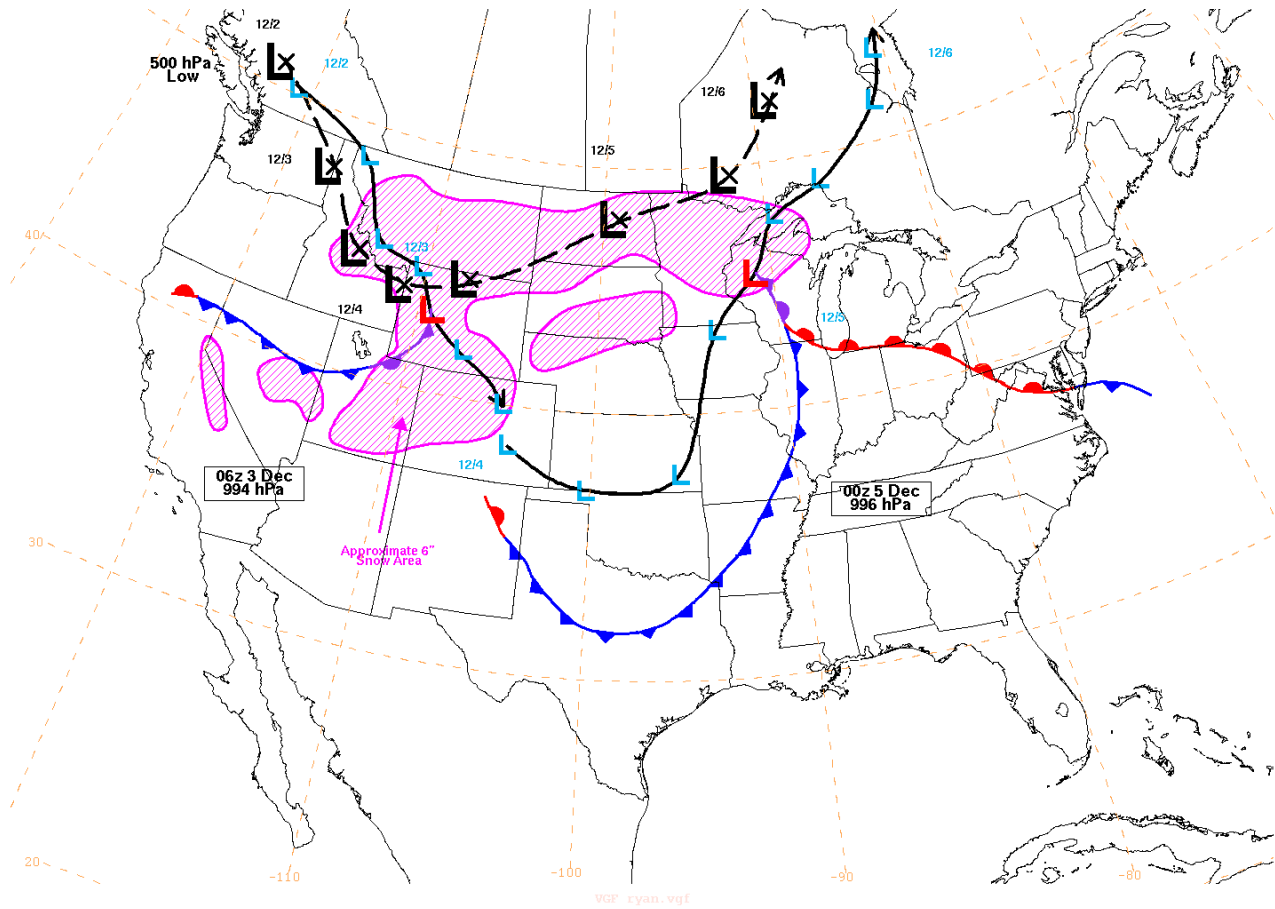 12/2
500 hPa
Low
12/2
12/6
12/6
12/3
12/5
40
12/3
12/4
12/5
12/4
06z 3 Dec
994 hPa
00z 5 Dec
996 hPa
30
Approximate 6"
Snow Area
20
-110
-100
-90
-80
VGF ryan.vgf